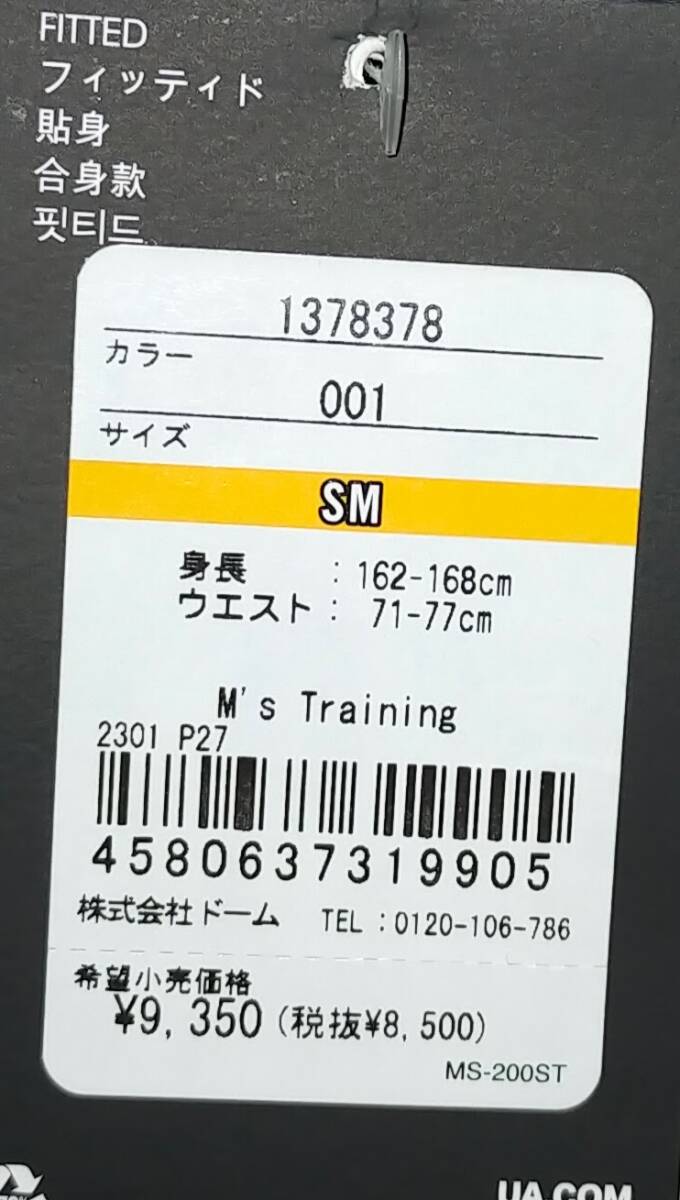 FITTED
フィッティド
貼身
合身款
핏티드
1378378
カラー
001
サイズ
SM
身長 : 162-168cm
ウエスト : 71-77cm
M's Training
2301 P27
4580637319905
株式会社ドーム TEL : 0120-106-786
希望小売価格
¥9,350 (税抜¥8,500)
MS-200ST
UA.COM